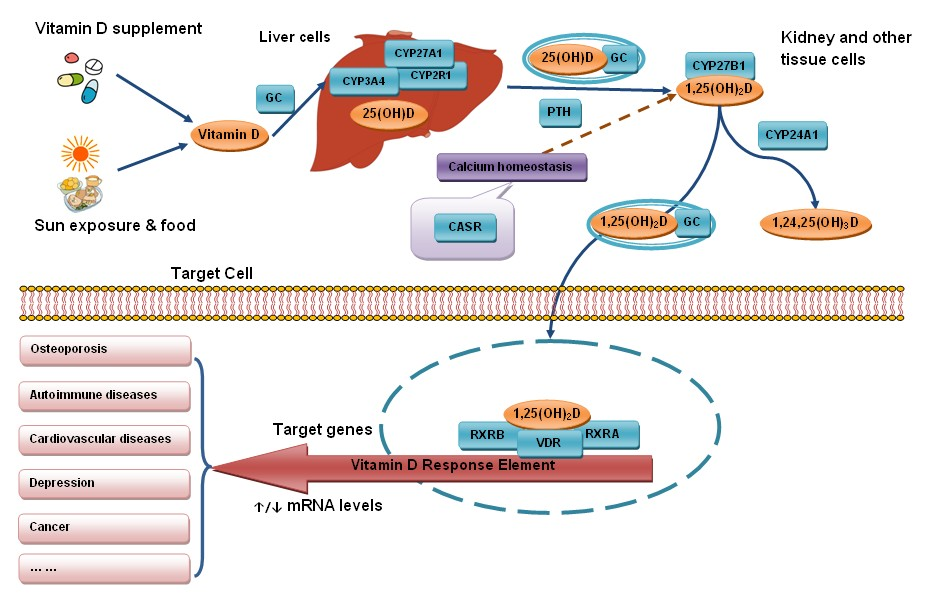 Vitamin D supplement
Liver cells
Kidney and other
tissue cells
CYP27A1
CYP3A4
CYP2R1
25(OH)D
GC
25(OH)D
GC
PTH
CYP27B1
1,25(OH)₂D
CYP24A1
Vitamin D
Calcium homeostasis
CASR
Sun exposure & food
1,25(OH)₂D
GC
1,24,25(OH)₃D
Target Cell
Osteoporosis
Autoimmune diseases
Cardiovascular diseases
Depression
Cancer
... ...
1,25(OH)₂D
RXRB
VDR
RXRA
Target genes
Vitamin D Response Element
↑/↓ mRNA levels